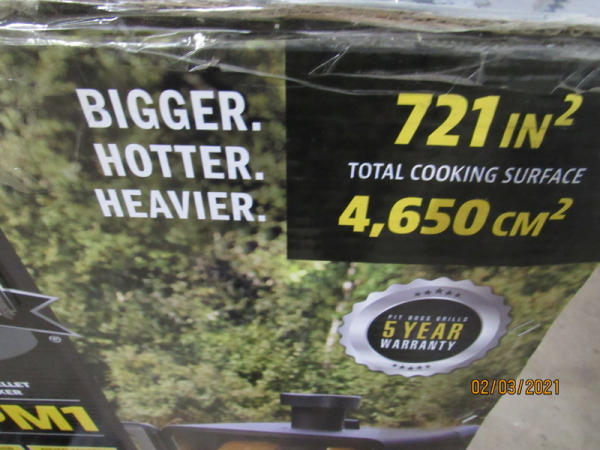 BIGGER.
HOTTER.
HEAVIER.
721 IN²
TOTAL COOKING SURFACE
4,650 CM²
PIT BOSS GRILLS
5 YEAR
WARRANTY
®
PM1
02/03/2021